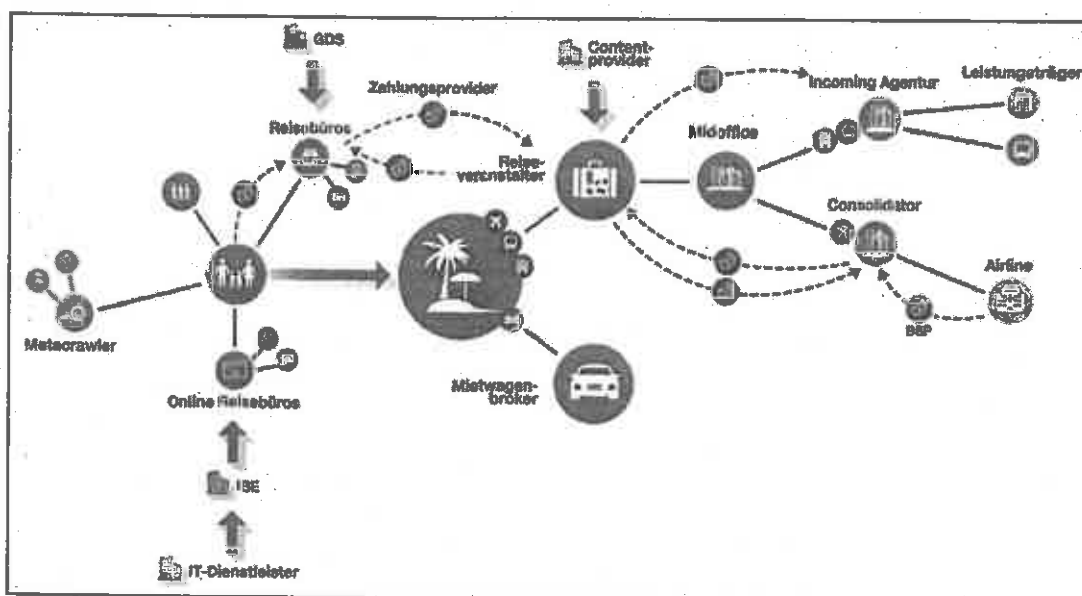 GDS
Content-
provider
Leistungsträger
Incoming Agentur
Zahlungsprovider
Reisebüros
Midoffice
Reise-
veranstalter
Consolidator
Airline
BSP
Metacrawler
Mietwagen-
broker
Online Reisebüros
IBE
IT-Dienstleister